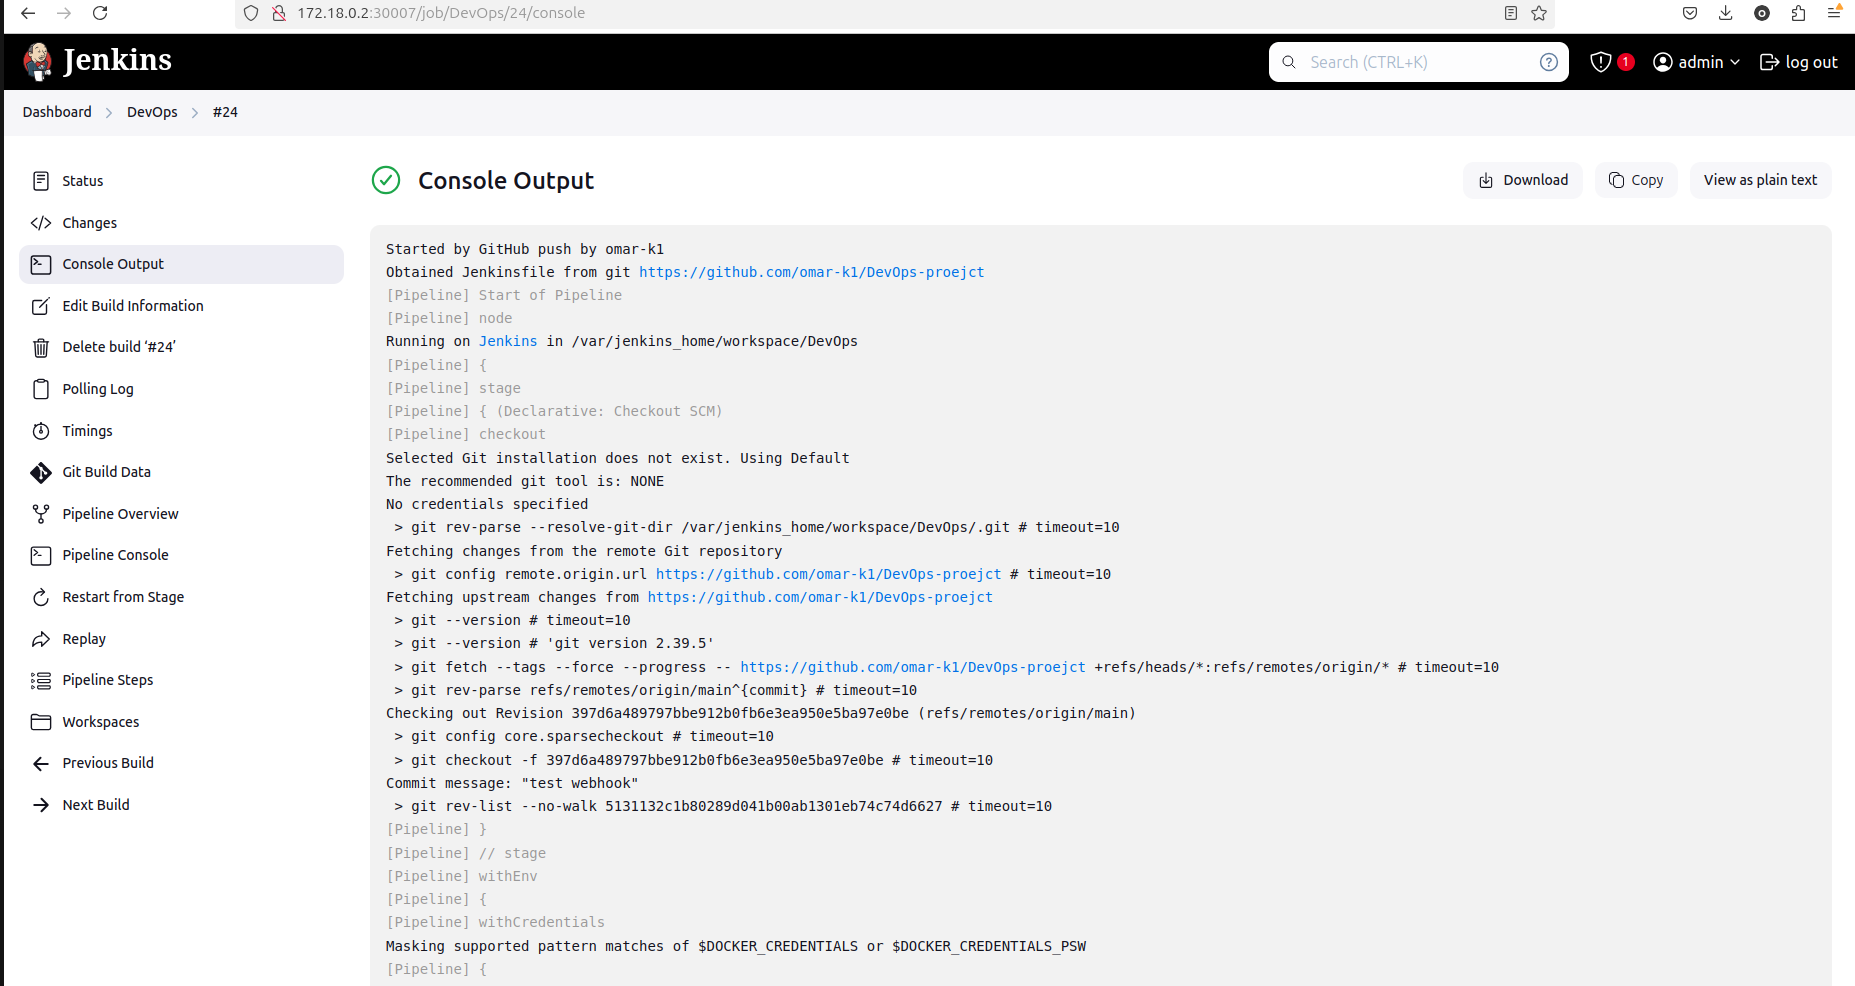 172.18.0.2:30007/job/DevOps/24/console
Jenkins
Search (CTRL+K)
?
1
admin
log out
Dashboard
DevOps
#24
Status
Changes
Console Output
Edit Build Information
Delete build ‘#24’
Polling Log
Timings
Git Build Data
Pipeline Overview
Pipeline Console
Restart from Stage
Replay
Pipeline Steps
Workspaces
Previous Build
Next Build
Console Output
Download
Copy
View as plain text
Started by GitHub push by omar-k1
Obtained Jenkinsfile from git https://github.com/omar-k1/DevOps-proejct
[Pipeline] Start of Pipeline
[Pipeline] node
Running on Jenkins in /var/jenkins_home/workspace/DevOps
[Pipeline] {
[Pipeline] stage
[Pipeline] { (Declarative: Checkout SCM)
[Pipeline] checkout
Selected Git installation does not exist. Using Default
The recommended git tool is: NONE
No credentials specified
> git rev-parse --resolve-git-dir /var/jenkins_home/workspace/DevOps/.git # timeout=10
Fetching changes from the remote Git repository
> git config remote.origin.url https://github.com/omar-k1/DevOps-proejct # timeout=10
Fetching upstream changes from https://github.com/omar-k1/DevOps-proejct
> git --version # timeout=10
> git --version # 'git version 2.39.5'
> git fetch --tags --force --progress -- https://github.com/omar-k1/DevOps-proejct +refs/heads/*:refs/remotes/origin/* # timeout=10
> git rev-parse refs/remotes/origin/main^{commit} # timeout=10
Checking out Revision 397d6a489797bbe912b0fb6e3ea950e5ba97e0be (refs/remotes/origin/main)
> git config core.sparsecheckout # timeout=10
> git checkout -f 397d6a489797bbe912b0fb6e3ea950e5ba97e0be # timeout=10
Commit message: "test webhook"
> git rev-list --no-walk 5131132c1b80289d041b00ab1301eb74c74d6627 # timeout=10
[Pipeline] }
[Pipeline] // stage
[Pipeline] withEnv
[Pipeline] {
[Pipeline] withCredentials
Masking supported pattern matches of $DOCKER_CREDENTIALS or $DOCKER_CREDENTIALS_PSW
[Pipeline] {